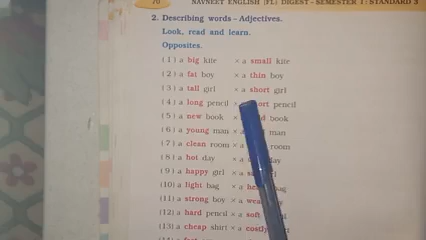 70 NAVNEET ENGLISH (FL) DIGEST - SEMESTER 1 : STANDARD 3
2. Describing words - Adjectives.
Look, read and learn.
Opposites.
(1) a big kite × a small kite
(2) a fat boy × a thin boy
(3) a tall girl × a short girl
(4) a long pencil × pencil
(5) a new book × book
(6) a young man × man
(7) a clean room × room
(8) a hot day × a day
(9) a happy girl × a
(10) a light bag × a bag
(11) a strong boy × a
(12) a hard pencil × a soft
(13) a cheap shirt × a costly